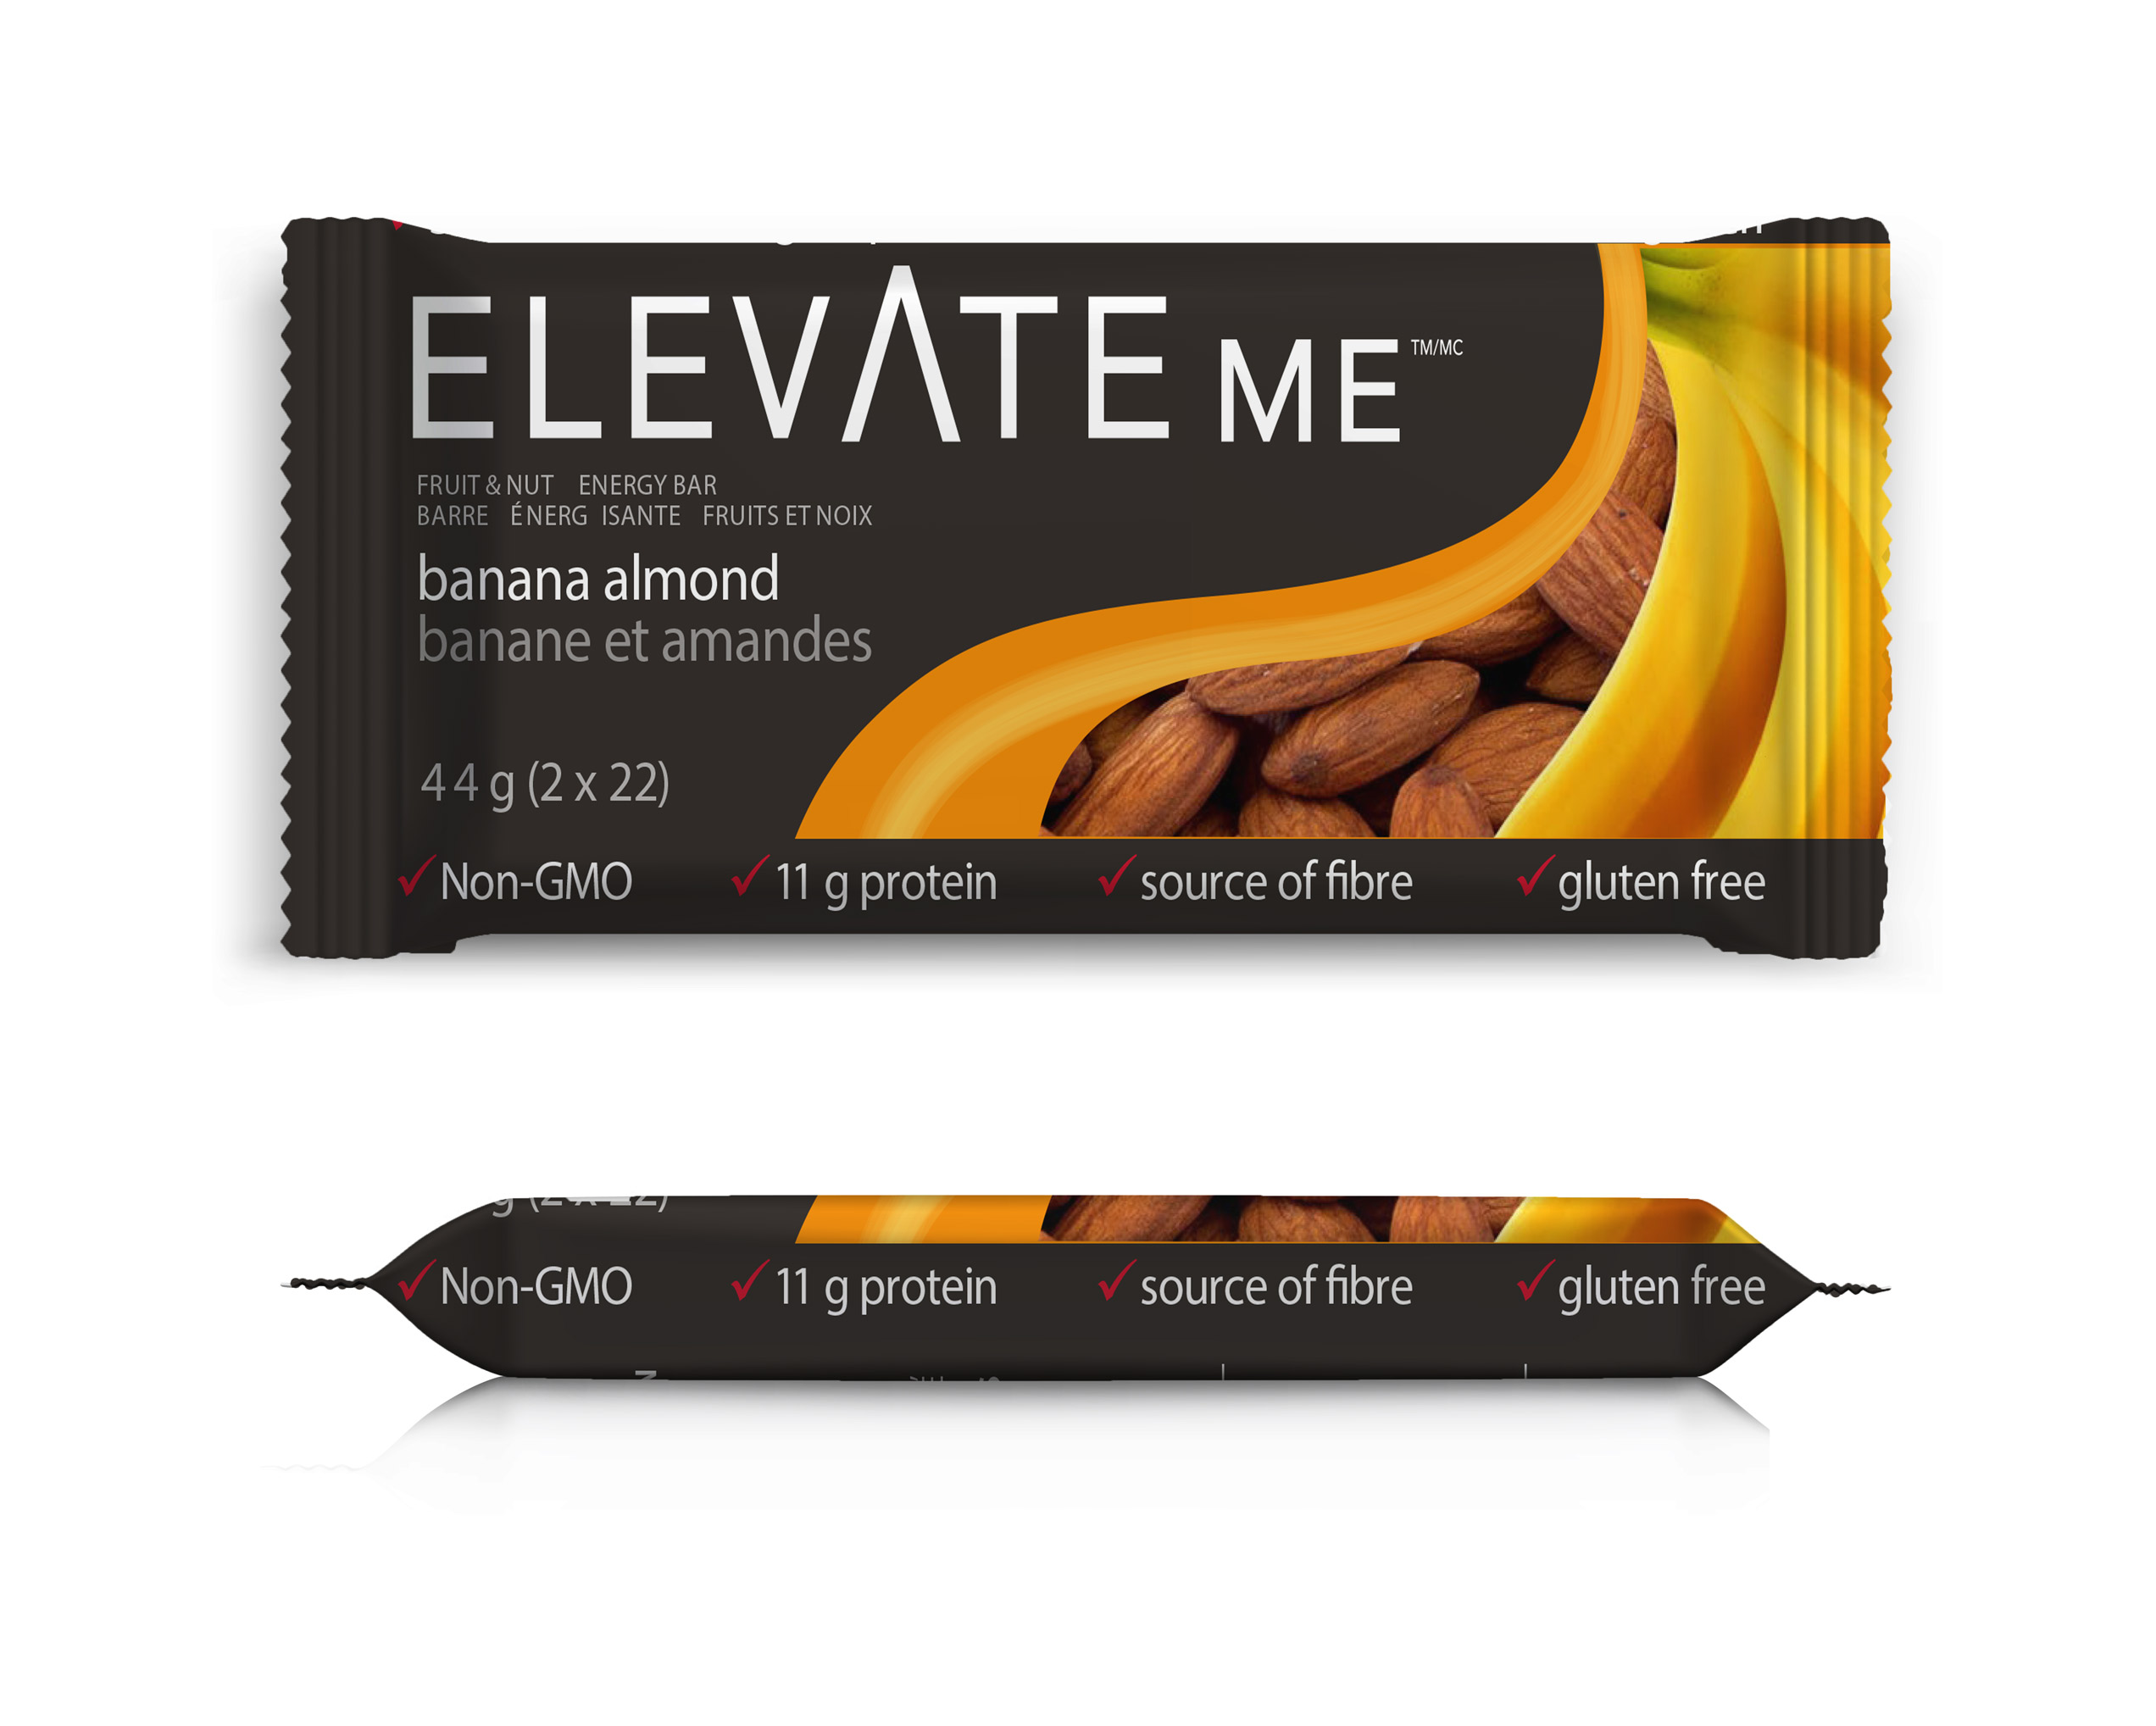 ELEVATE ME TM/MC
FRUIT & NUT ENERGY BAR
BARRE ÉNERG ISANTE FRUITS ET NOIX
banana almond
banane et amandes
44 g (2 x 22)
Non-GMO 11 g protein source of fibre gluten free
g (2 x 22)
Non-GMO 11 g protein source of fibre gluten free